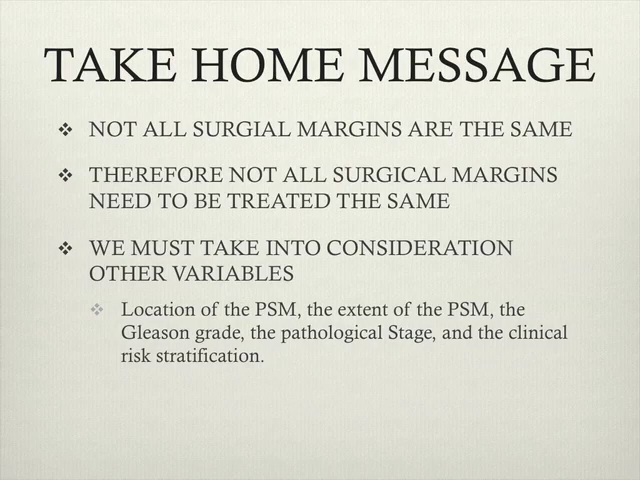 TAKE HOME MESSAGE
❖ NOT ALL SURGIAL MARGINS ARE THE SAME
❖ THEREFORE NOT ALL SURGICAL MARGINS
NEED TO BE TREATED THE SAME
❖ WE MUST TAKE INTO CONSIDERATION
OTHER VARIABLES
❖ Location of the PSM, the extent of the PSM, the
Gleason grade, the pathological Stage, and the clinical
risk stratification.